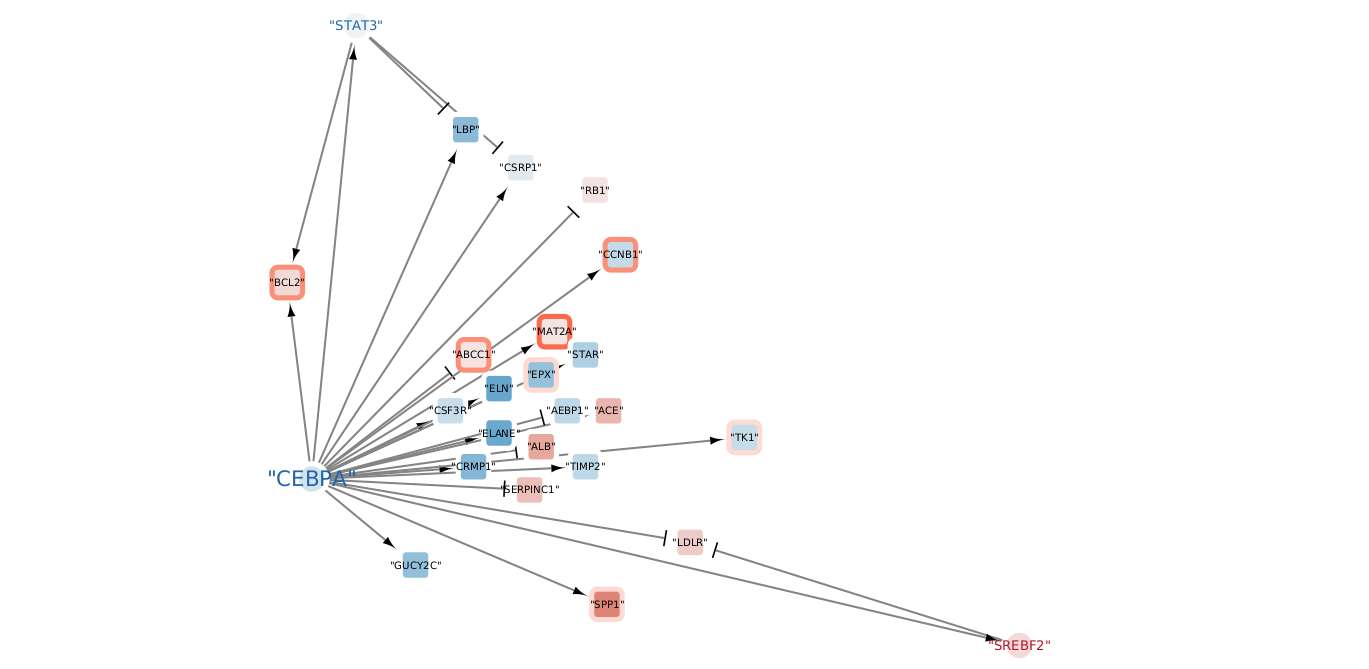 "STAT3"
"LBP"
"CSRP1"
"RB1"
"CCNB1"
"BCL2"
"MAT2A"
"ABCC1"
"STAR"
"EPX"
"ELN"
"CSF3R"
"AEBP1"
"ACE"
"ELANE"
"TK1"
"ALB"
"CRMP1"
"TIMP2"
"CEBPA"
"SERPINC1"
"LDLR"
"GUCY2C"
"SPP1"
"SREBF2"